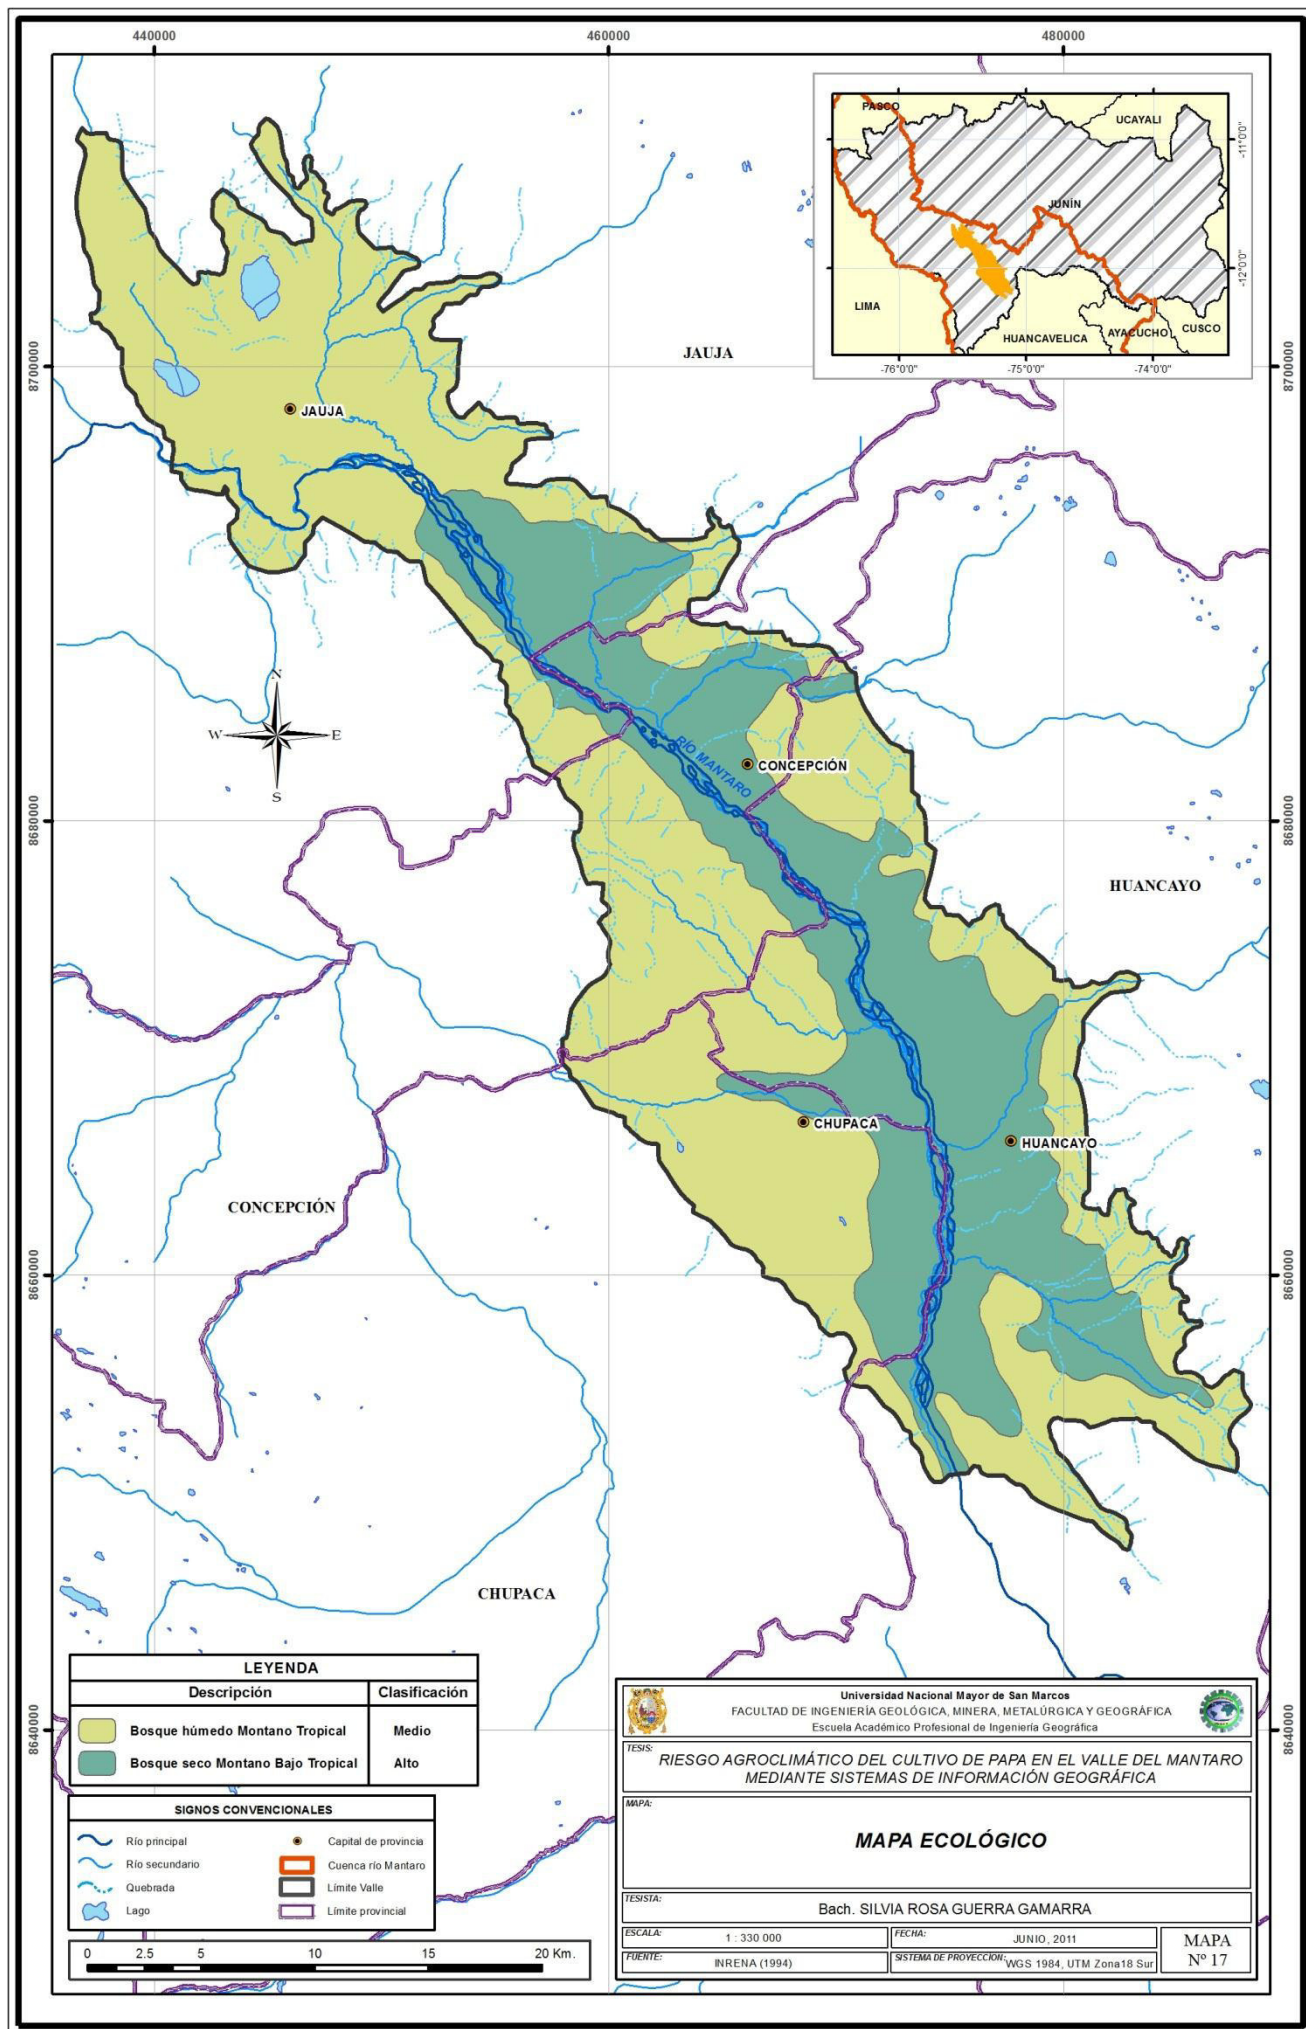 440000
460000
480000
PASCO
UCAYALI
JUNÍN
LIMA
HUANCAVELICA
AYACUCHO
CUSCO
-11°0'0"
-12°0'0"
-76°0'0"
-75°0'0"
-74°0'0"
8700000
8700000
JAUJA
JAUJA
N
W
E
S
RÍO MANTARO
CONCEPCIÓN
8680000
8680000
HUANCAYO
CHUPACA
HUANCAYO
CONCEPCIÓN
8660000
8660000
CHUPACA
8640000
8640000
LEYENDA
Descripción Clasificación
Bosque húmedo Montano Tropical Medio
Bosque seco Montano Bajo Tropical Alto
SIGNOS CONVENCIONALES
Río principal
Río secundario
Quebrada
Lago
Capital de provincia
Cuenca río Mantaro
Límite Valle
Límite provincial
0 2.5 5 10 15 20 Km.
Universidad Nacional Mayor de San Marcos
FACULTAD DE INGENIERÍA GEOLÓGICA, MINERA, METALÚRGICA Y GEOGRÁFICA
Escuela Académico Profesional de Ingeniería Geográfica
TESIS:
RIESGO AGROCLIMÁTICO DEL CULTIVO DE PAPA EN EL VALLE DEL MANTARO
MEDIANTE SISTEMAS DE INFORMACIÓN GEOGRÁFICA
MAPA:
MAPA ECOLÓGICO
TESISTA:
Bach. SILVIA ROSA GUERRA GAMARRA
ESCALA: 1 : 330 000
FECHA: JUNIO, 2011
FUENTE: INRENA (1994)
SISTEMA DE PROYECCIÓN: WGS 1984, UTM Zona18 Sur
MAPA
Nº 17